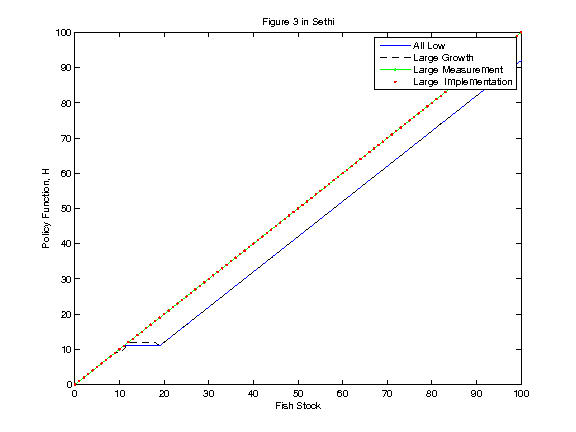 Figure 3 in Sethi
All Low
Large Growth
Large Measurement
Large Implementation
Policy Function, H
100
90
80
70
60
50
40
30
20
10
0
0 10 20 30 40 50 60 70 80 90 100
Fish Stock